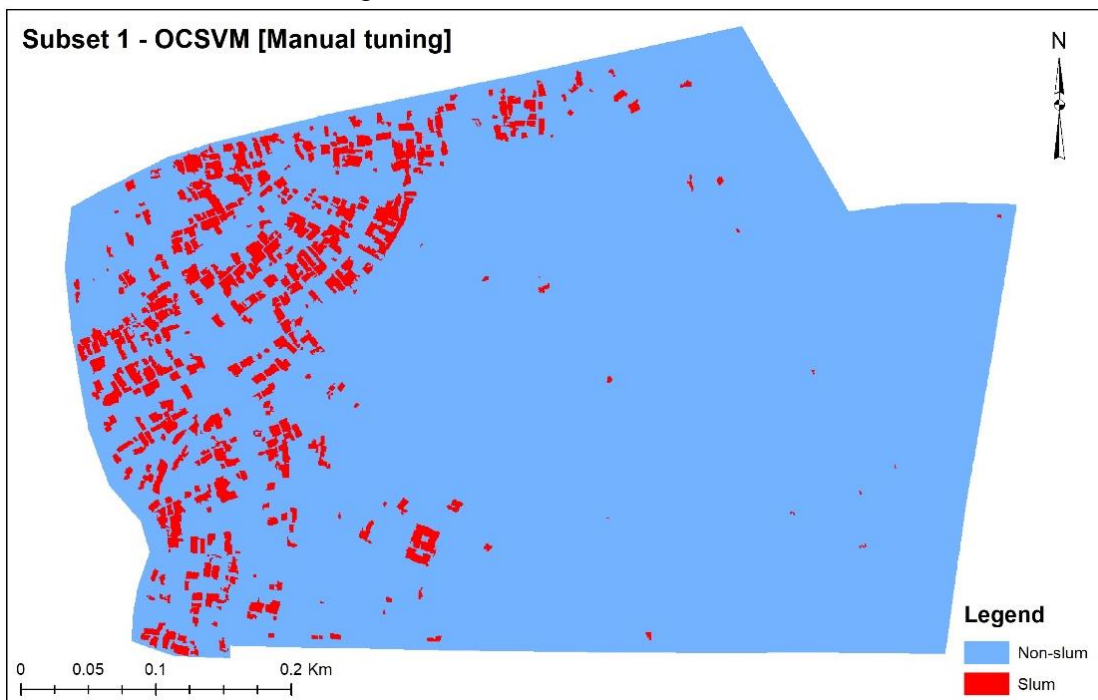 Subset 1 - OCSVM [Manual tuning]
N
Legend
Non-slum
Slum
0 0.05 0.1 0.2 Km